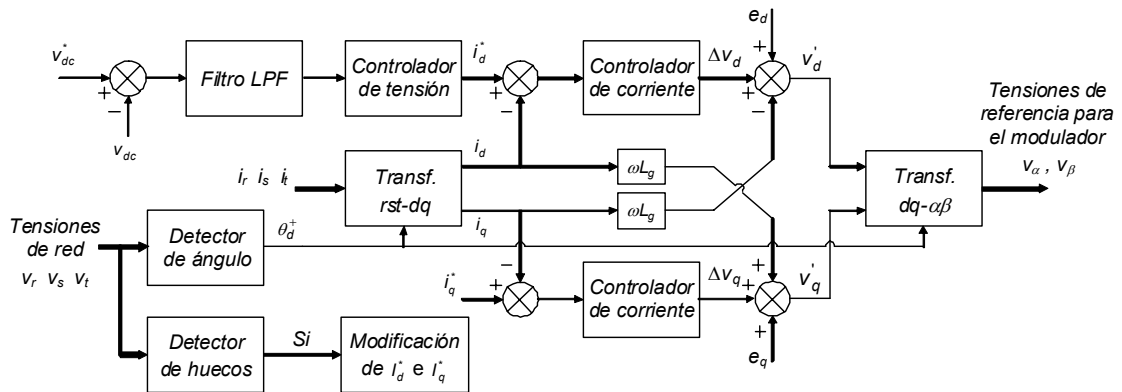 v*dc
+
−
vdc
Filtro LPF
Controlador
de tensión
i*d
+
−
Controlador
de corriente
Δvd
ed
+
+
−
v'd
Tensiones de
referencia para
el modulador
vα , vβ
ir is it
Transf.
rst-dq
id
iq
ωLg
ωLg
Transf.
dq-αβ
Tensiones
de red
vr vs vt
Detector
de ángulo
θ+d
−
i*q
+
Controlador
de corriente
Δvq
+
+
+
eq
v'q
Detector
de huecos
Si
Modificación
de I*d e I*q